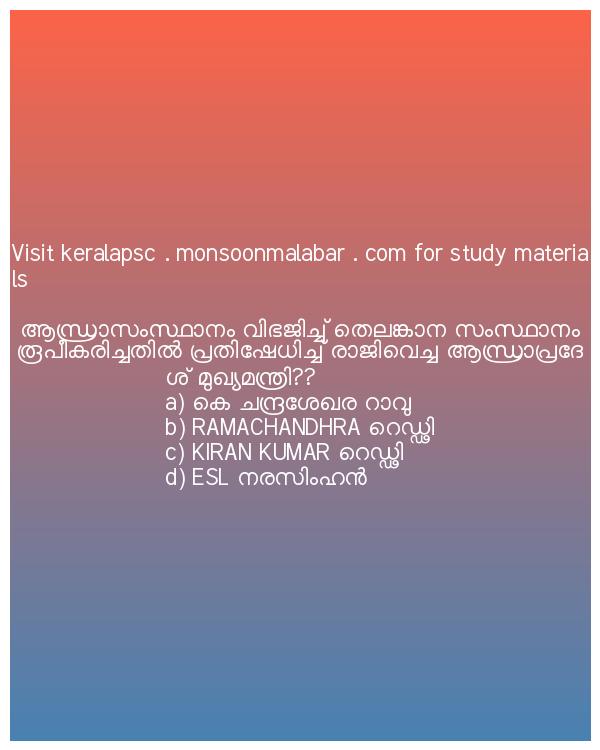 Visit keralapsc . monsoonmalabar . com for study materia
ls
ആന്ധ്രാസംസ്ഥാനം വിഭജിച്ച് തെലങ്കാന സംസ്ഥാനം
രൂപീകരിച്ചതിൽ പ്രതിഷേധിച്ച് രാജിവെച്ച ആന്ധ്രാപ്രദേ
ശ് മുഖ്യമന്ത്രി??
a) കെ ചന്ദ്രശേഖര റാവു
b) RAMACHANDHRA റെഡ്ഢി
c) KIRAN KUMAR റെഡ്ഢി
d) ESL നരസിംഹൻ